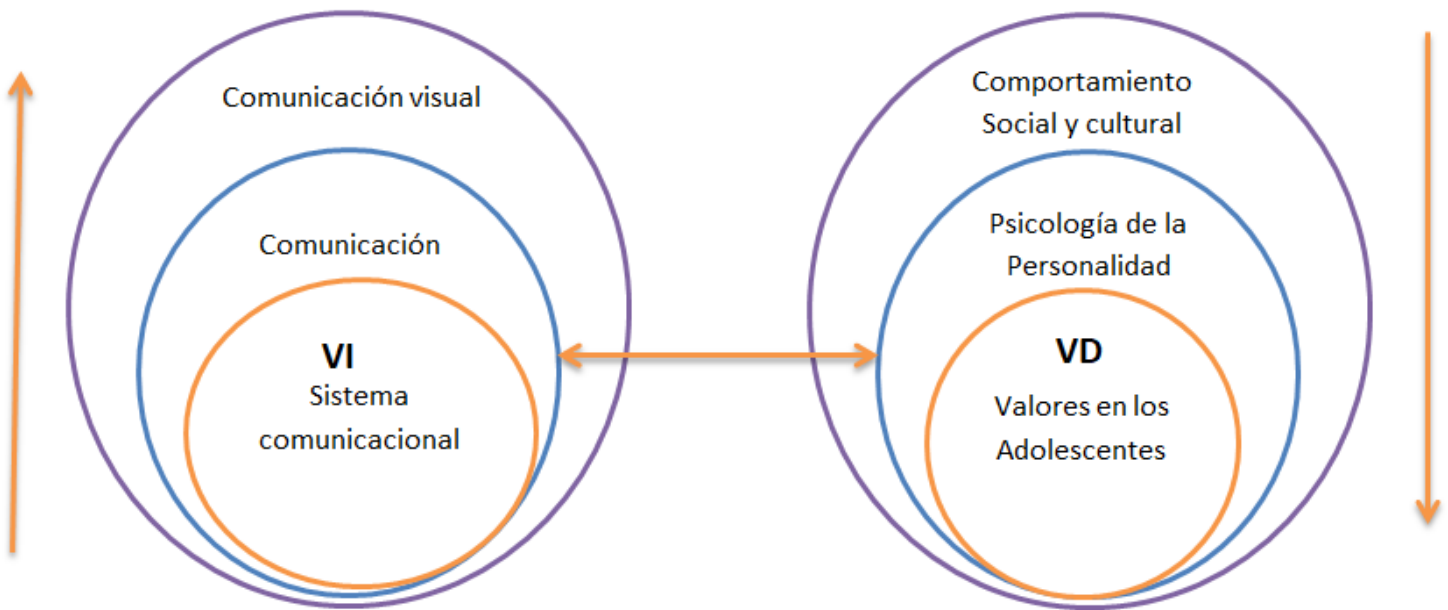 Comunicación visual
Comunicación
VI
Sistema
comunicacional
Comportamiento
Social y cultural
Psicología de la
Personalidad
VD
Valores en los
Adolescentes